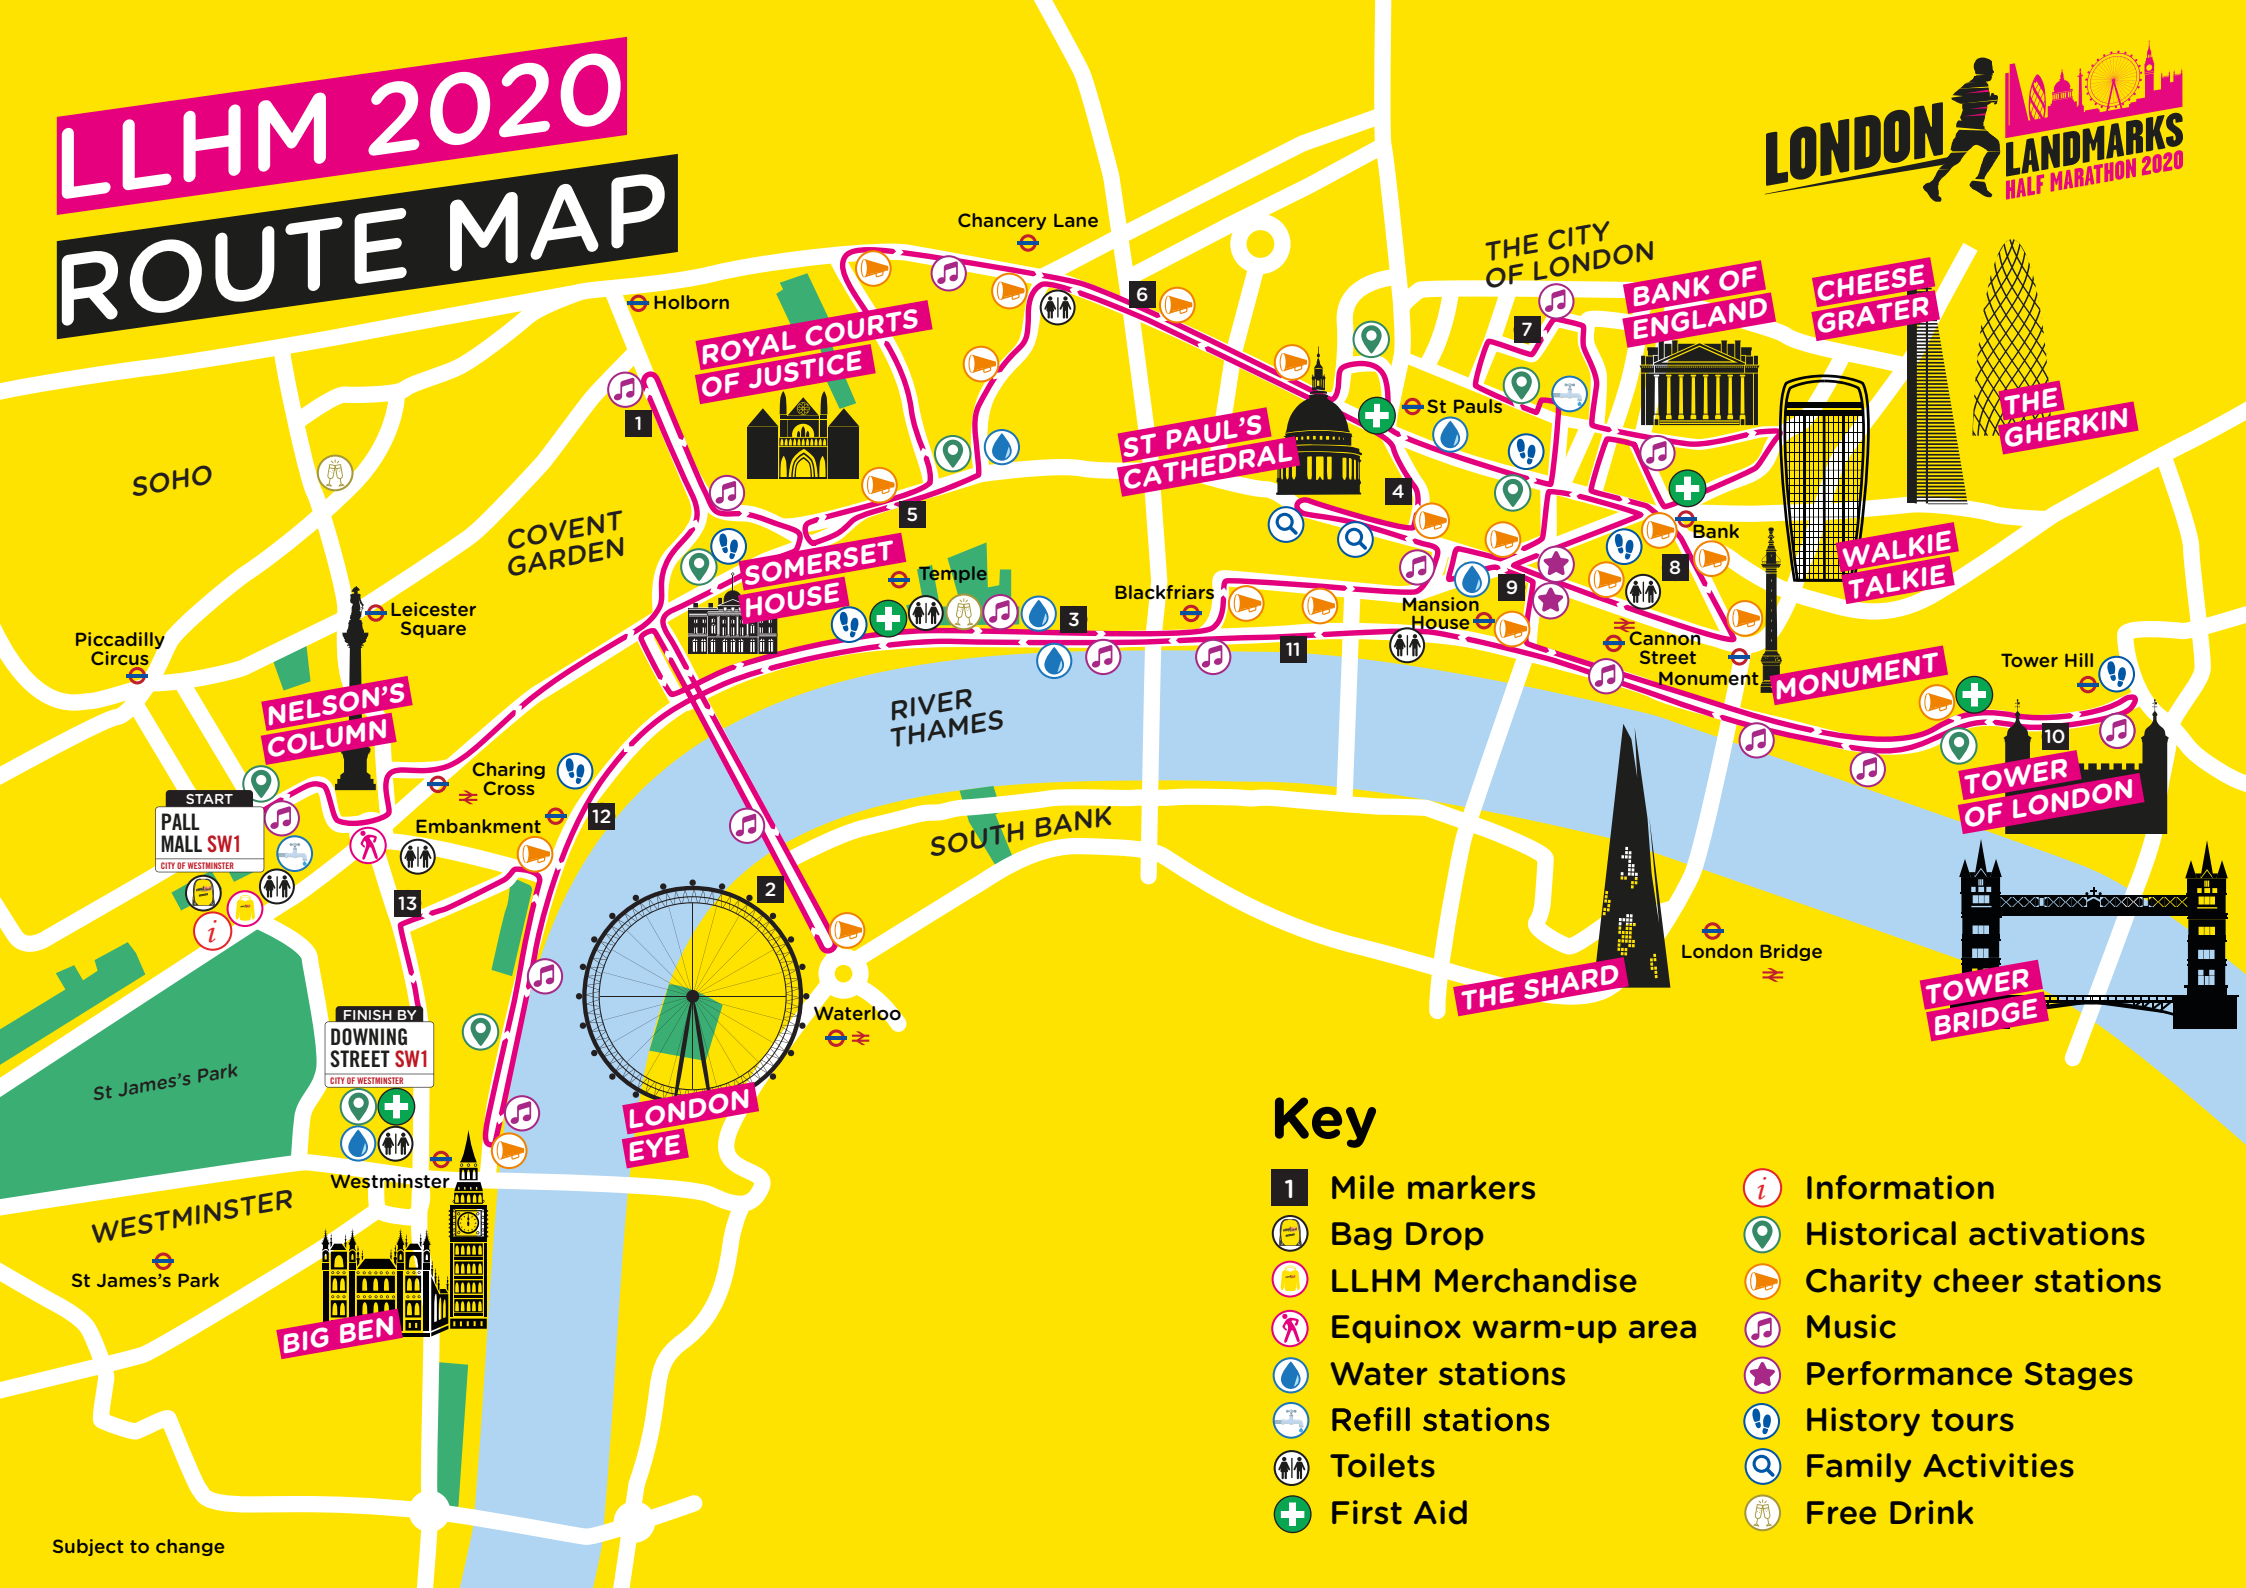 LLHM 2020
ROUTE MAP
LONDON
LANDMARKS
HALF MARATHON 2020
Chancery Lane
6
THE CITY
OF LONDON
BANK OF
ENGLAND
CHEESE
GRATER
Holborn
ROYAL COURTS
OF JUSTICE
7
THE
GHERKIN
1
St Pauls
ST PAUL'S
CATHEDRAL
SOHO
4
5
COVENT
GARDEN
Bank
WALKIE
TALKIE
SOMERSET
HOUSE
Temple
8
9
Blackfriars
Mansion
House
3
Leicester
Square
Piccadilly
Circus
Cannon
Street
11
Monument
MONUMENT
Tower Hill
NELSON'S
COLUMN
RIVER
THAMES
10
TOWER
OF LONDON
Charing
Cross
START
PALL
MALL SW1
CITY OF WESTMINSTER
Embankment
12
SOUTH BANK
2
13
London Bridge
THE SHARD
TOWER
BRIDGE
Waterloo
FINISH BY
DOWNING
STREET SW1
CITY OF WESTMINSTER
St James's Park
LONDON
EYE
Westminster
WESTMINSTER
St James's Park
BIG BEN
Key
1 Mile markers
Bag Drop
LLHM Merchandise
Equinox warm-up area
Water stations
Refill stations
Toilets
First Aid
i Information
Historical activations
Charity cheer stations
Music
Performance Stages
History tours
Family Activities
Free Drink
Subject to change